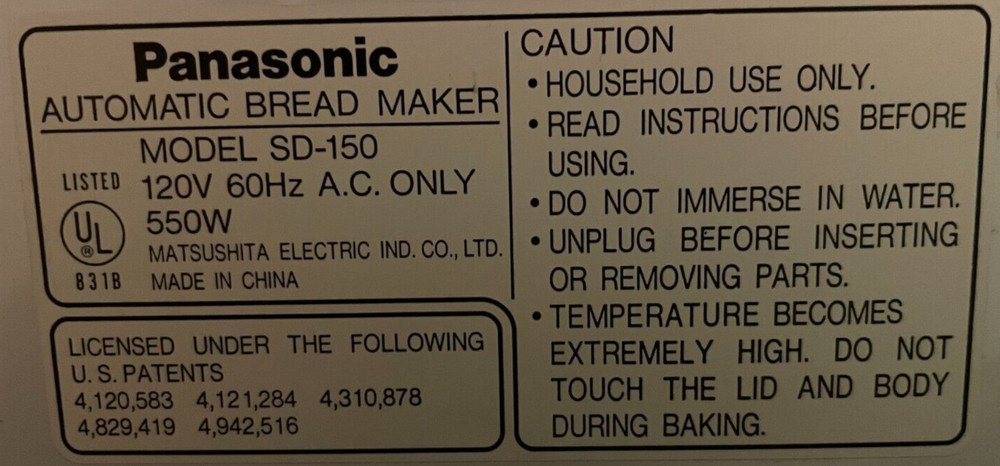 Panasonic
AUTOMATIC BREAD MAKER
MODEL SD-150
LISTED
120V 60Hz A.C. ONLY
UL
®
550W
MATSUSHITA ELECTRIC IND. CO., LTD.
831B
MADE IN CHINA
LICENSED UNDER THE FOLLOWING
U.S. PATENTS
4,120,583 4,121,284 4,310,878
4,829,419 4,942,516
CAUTION
• HOUSEHOLD USE ONLY.
• READ INSTRUCTIONS BEFORE
USING.
• DO NOT IMMERSE IN WATER.
• UNPLUG BEFORE INSERTING
OR REMOVING PARTS.
• TEMPERATURE BECOMES
EXTREMELY HIGH. DO NOT
TOUCH THE LID AND BODY
DURING BAKING.